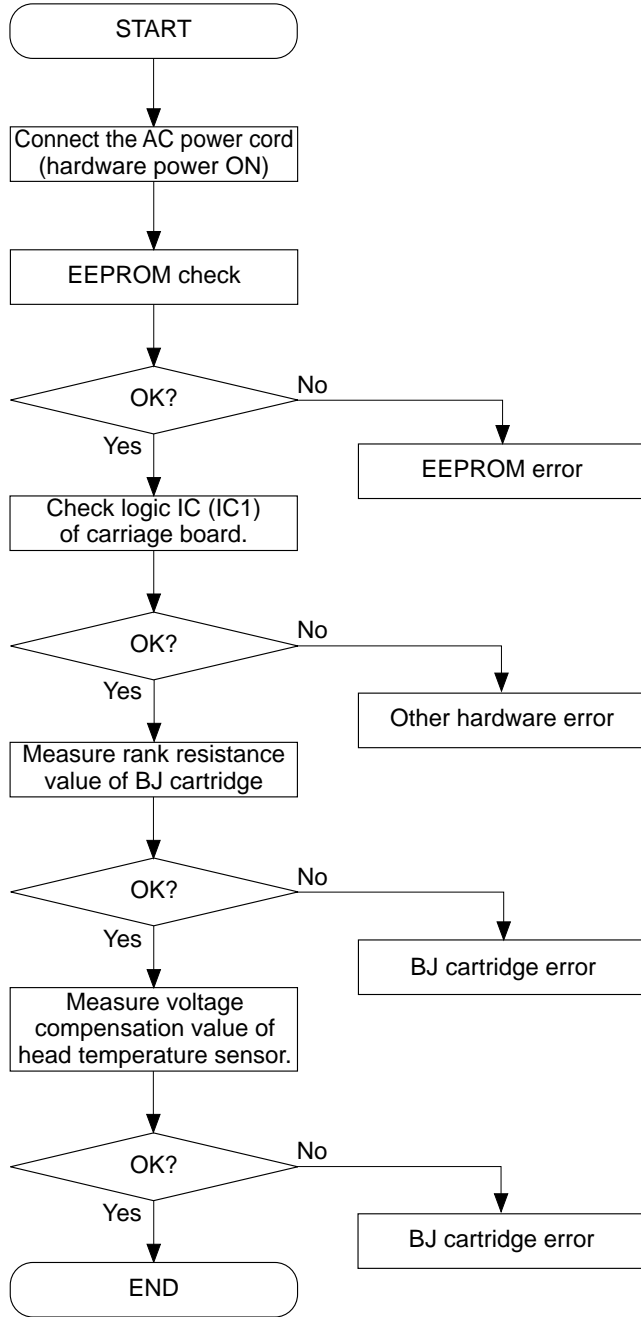 START
Connect the AC power cord
(hardware power ON)
EEPROM check
OK?
No
Yes
EEPROM error
Check logic IC (IC1)
of carriage board.
OK?
No
Yes
Other hardware error
Measure rank resistance
value of BJ cartridge
OK?
No
Yes
BJ cartridge error
Measure voltage
compensation value of
head temperature sensor.
OK?
No
Yes
BJ cartridge error
END